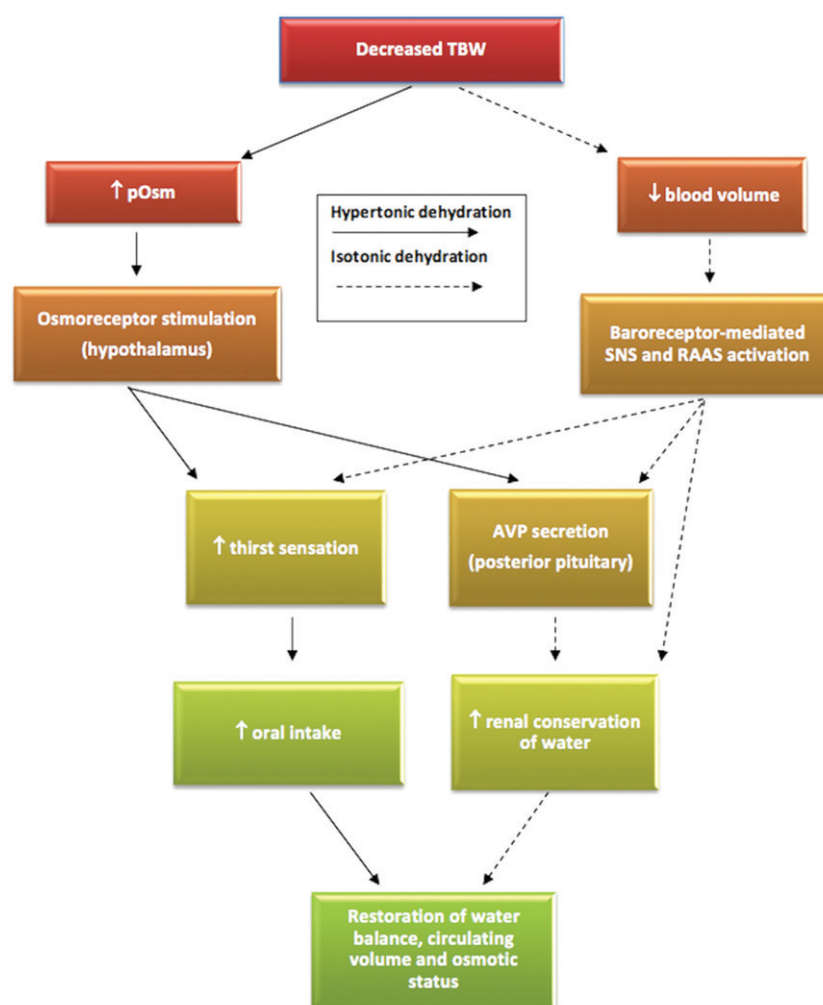 Decreased TBW
↑ pOsm
Hypertonic dehydration
Isotonic dehydration
↓ blood volume
Osmoreceptor stimulation
(hypothalamus)
Baroreceptor-mediated
SNS and RAAS activation
↑ thirst sensation
AVP secretion
(posterior pituitary)
↑ oral intake
↑ renal conservation
of water
Restoration of water
balance, circulating
volume and osmotic
status